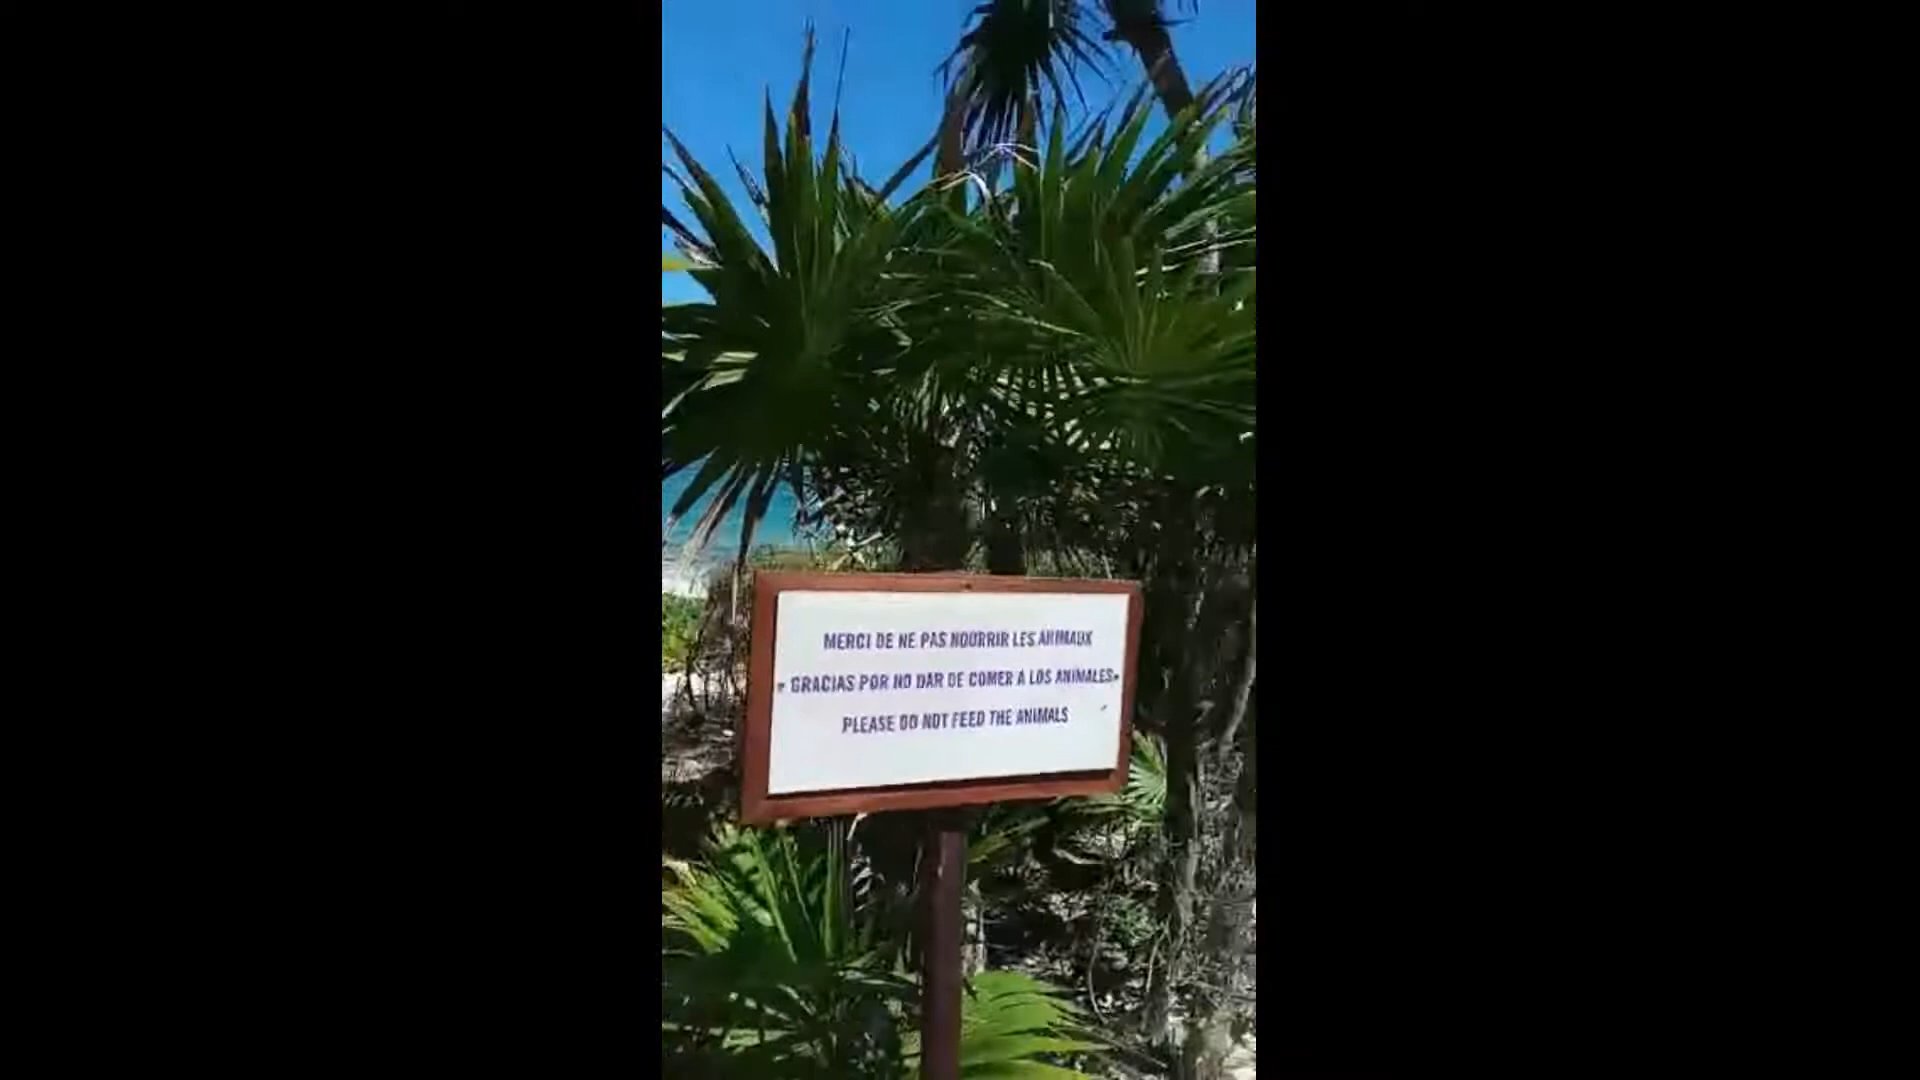 MERCI DE NE PAS NOURRIR LES ANIMAUX
GRACIAS POR NO DAR DE COMER A LOS ANIMALES
PLEASE DO NOT FEED THE ANIMALS